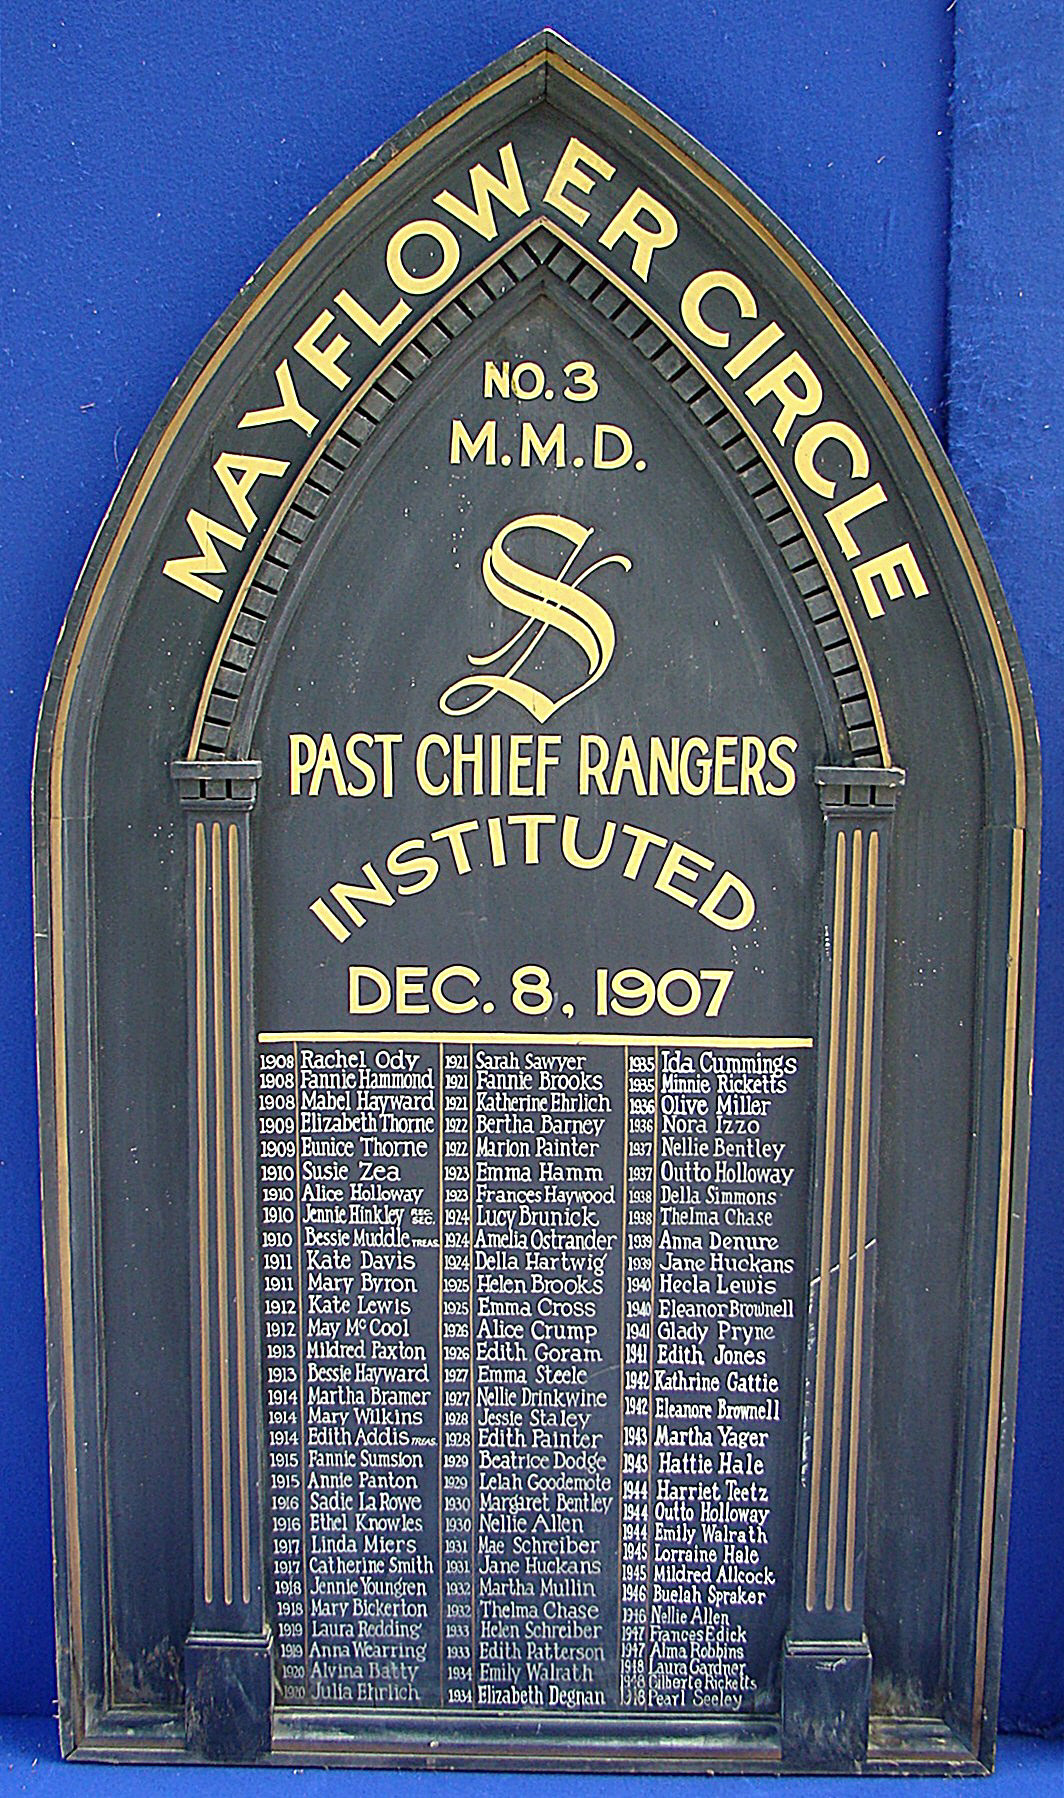 MAYFLOWER CIRCLE
NO. 3
M.M.D.
S
PAST CHIEF RANGERS
INSTITUTED
DEC. 8, 1907
1908 Rachel Ody
1908 Fannie Hammond
1908 Mabel Hayward
1909 Elizabeth Thorne
1909 Eunice Thorne
1910 Susie Zea
1910 Alice Holloway
1910 Jennie Hinkley REC. SEC.
1910 Bessie Muddle TREAS.
1911 Kate Davis
1911 Mary Byron
1912 Kate Lewis
1912 May McCool
1913 Mildred Paxton
1913 Bessie Hayward
1914 Martha Bramer
1914 Mary Wilkins
1914 Edith Addis TREAS.
1915 Fannie Sumsion
1915 Annie Panton
1916 Sadie LaRowe
1916 Ethel Knowles
1917 Linda Miers
1917 Catherine Smith
1918 Jennie Youngren
1918 Mary Bickerton
1919 Laura Redding
1919 Anna Wearring
1920 Alvina Batty
1920 Julia Ehrlich
1921 Sarah Sawyer
1921 Fannie Brooks
1921 Katherine Ehrlich
1922 Bertha Barney
1922 Marion Painter
1923 Emma Hamm
1923 Frances Haywood
1924 Lucy Brunick
1924 Amelia Ostrander
1924 Della Hartwig
1925 Helen Brooks
1925 Emma Cross
1926 Alice Crump
1926 Edith Goram
1927 Emma Steele
1927 Nellie Drinkwine
1928 Jessie Staley
1928 Edith Painter
1929 Beatrice Dodge
1929 Lelah Goodemote
1930 Margaret Bentley
1930 Nellie Allen
1931 Mae Schreiber
1931 Jane Huckans
1932 Martha Mullin
1932 Thelma Chase
1933 Helen Schreiber
1933 Edith Patterson
1934 Emily Walrath
1934 Elizabeth Degnan
1935 Ida Cummings
1935 Minnie Ricketts
1936 Olive Miller
1936 Nora Izzo
1937 Nellie Bentley
1937 Outto Holloway
1938 Della Simmons
1938 Thelma Chase
1939 Anna Denure
1939 Jane Huckans
1940 Hecla Lewis
1940 Eleanor Brownell
1941 Glady Pryne
1941 Edith Jones
1942 Kathrine Gattie
1942 Eleanore Brownell
1943 Martha Yager
1943 Hattie Hale
1944 Harriet Teetz
1944 Outto Holloway
1944 Emily Walrath
1945 Lorraine Hale
1945 Mildred Allcock
1946 Buelah Spraker
1946 Nellie Allen
1947 Frances Edick
1947 Alma Robbins
1948 Laura Gardner
1948 Gilberte Ricketts
1948 Pearl Seeley